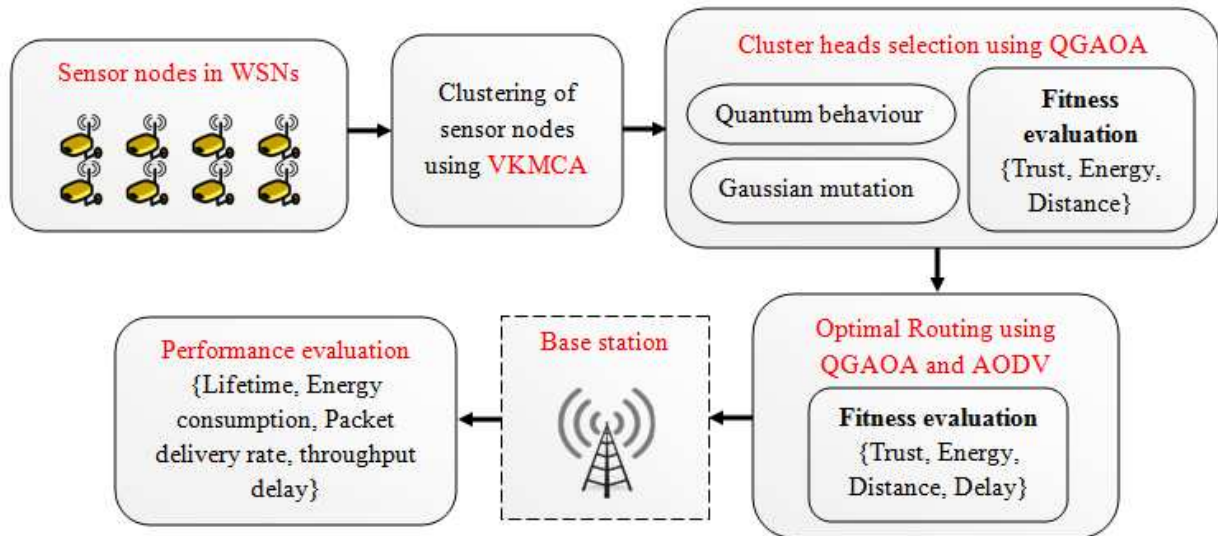 Sensor nodes in WSNs
Clustering of
sensor nodes
using VKMCA
Cluster heads selection using QGAOA
Quantum behaviour
Gaussian mutation
Fitness
evaluation
{Trust, Energy,
Distance}
Optimal Routing using
QGAOA and AODV
Fitness evaluation
{Trust, Energy,
Distance, Delay}
Base station
Performance evaluation
{Lifetime, Energy
consumption, Packet
delivery rate, throughput
delay}